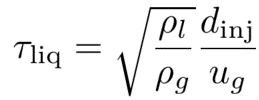 τ_liq = √(ρ_l / ρ_g) d_inj / u_g